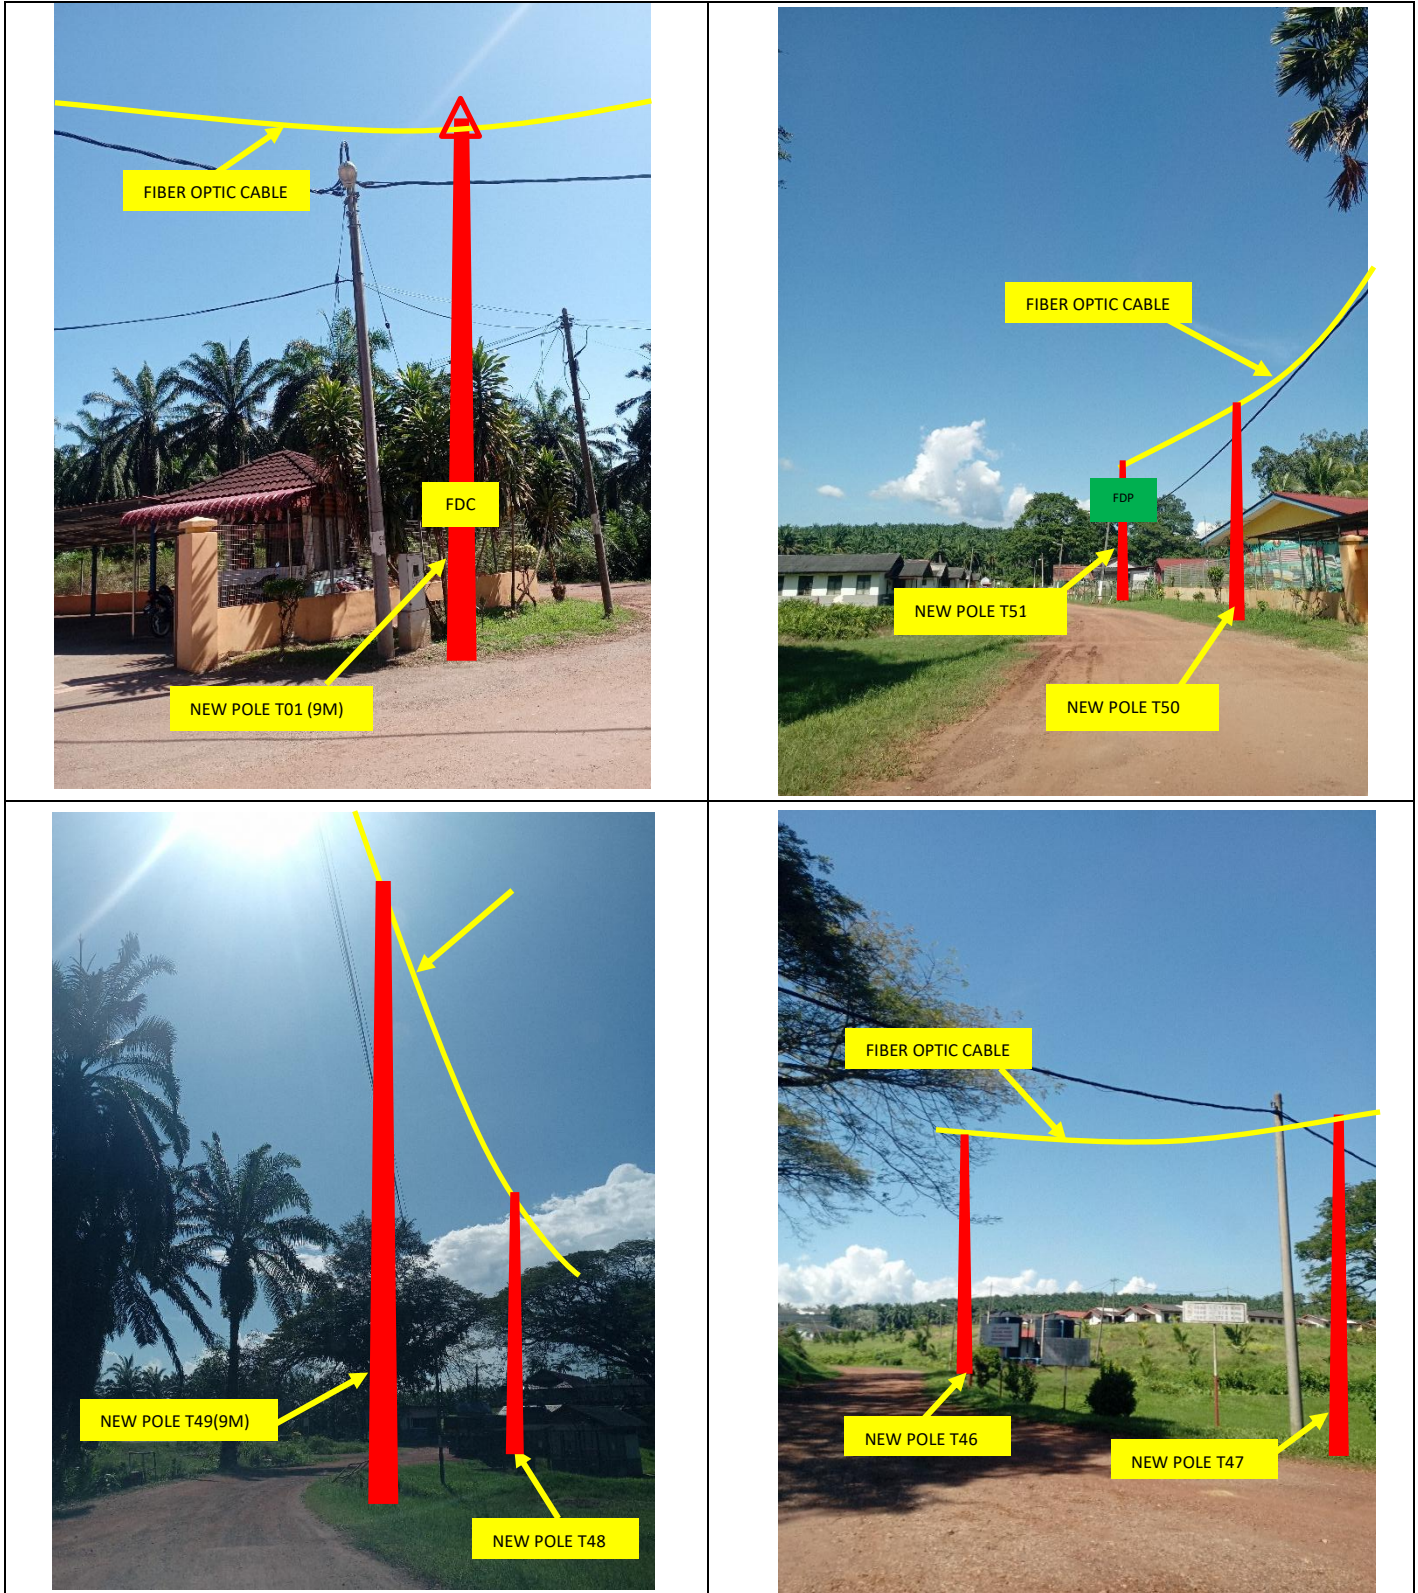 FIBER OPTIC CABLE
FDC
NEW POLE T01 (9M)
FIBER OPTIC CABLE
FDP
NEW POLE T51
NEW POLE T50
NEW POLE T49(9M)
NEW POLE T48
FIBER OPTIC CABLE
NEW POLE T46
NEW POLE T47